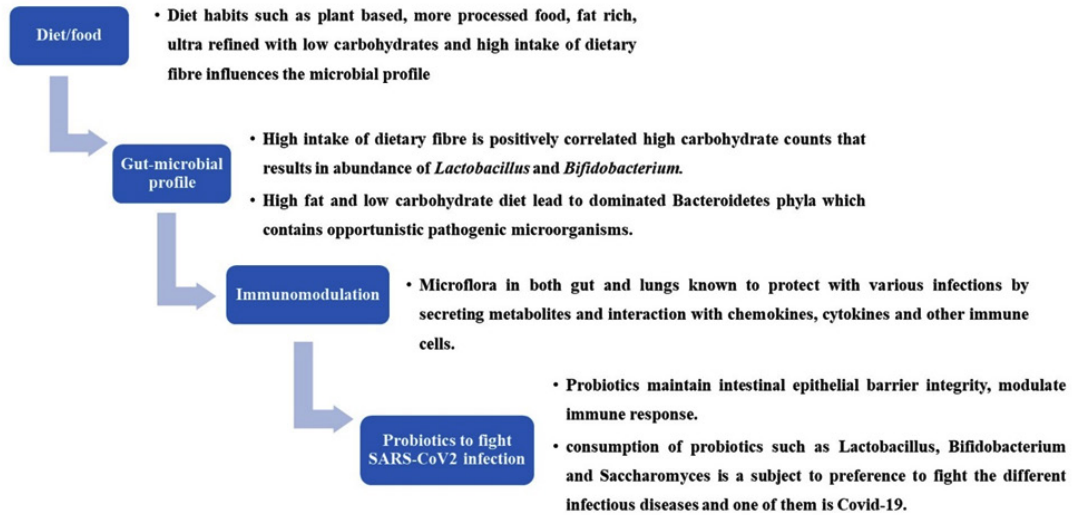 Diet/food
• Diet habits such as plant based, more processed food, fat rich,
ultra refined with low carbohydrates and high intake of dietary
fibre influences the microbial profile
Gut-microbial
profile
• High intake of dietary fibre is positively correlated high carbohydrate counts that
results in abundance of Lactobacillus and Bifidobacterium.
• High fat and low carbohydrate diet lead to dominated Bacteroidetes phyla which
contains opportunistic pathogenic microorganisms.
Immunomodulation
• Microflora in both gut and lungs known to protect with various infections by
secreting metabolites and interaction with chemokines, cytokines and other immune
cells.
Probiotics to fight
SARS-CoV2 infection
• Probiotics maintain intestinal epithelial barrier integrity, modulate
immune response.
• consumption of probiotics such as Lactobacillus, Bifidobacterium
and Saccharomyces is a subject to preference to fight the different
infectious diseases and one of them is Covid-19.